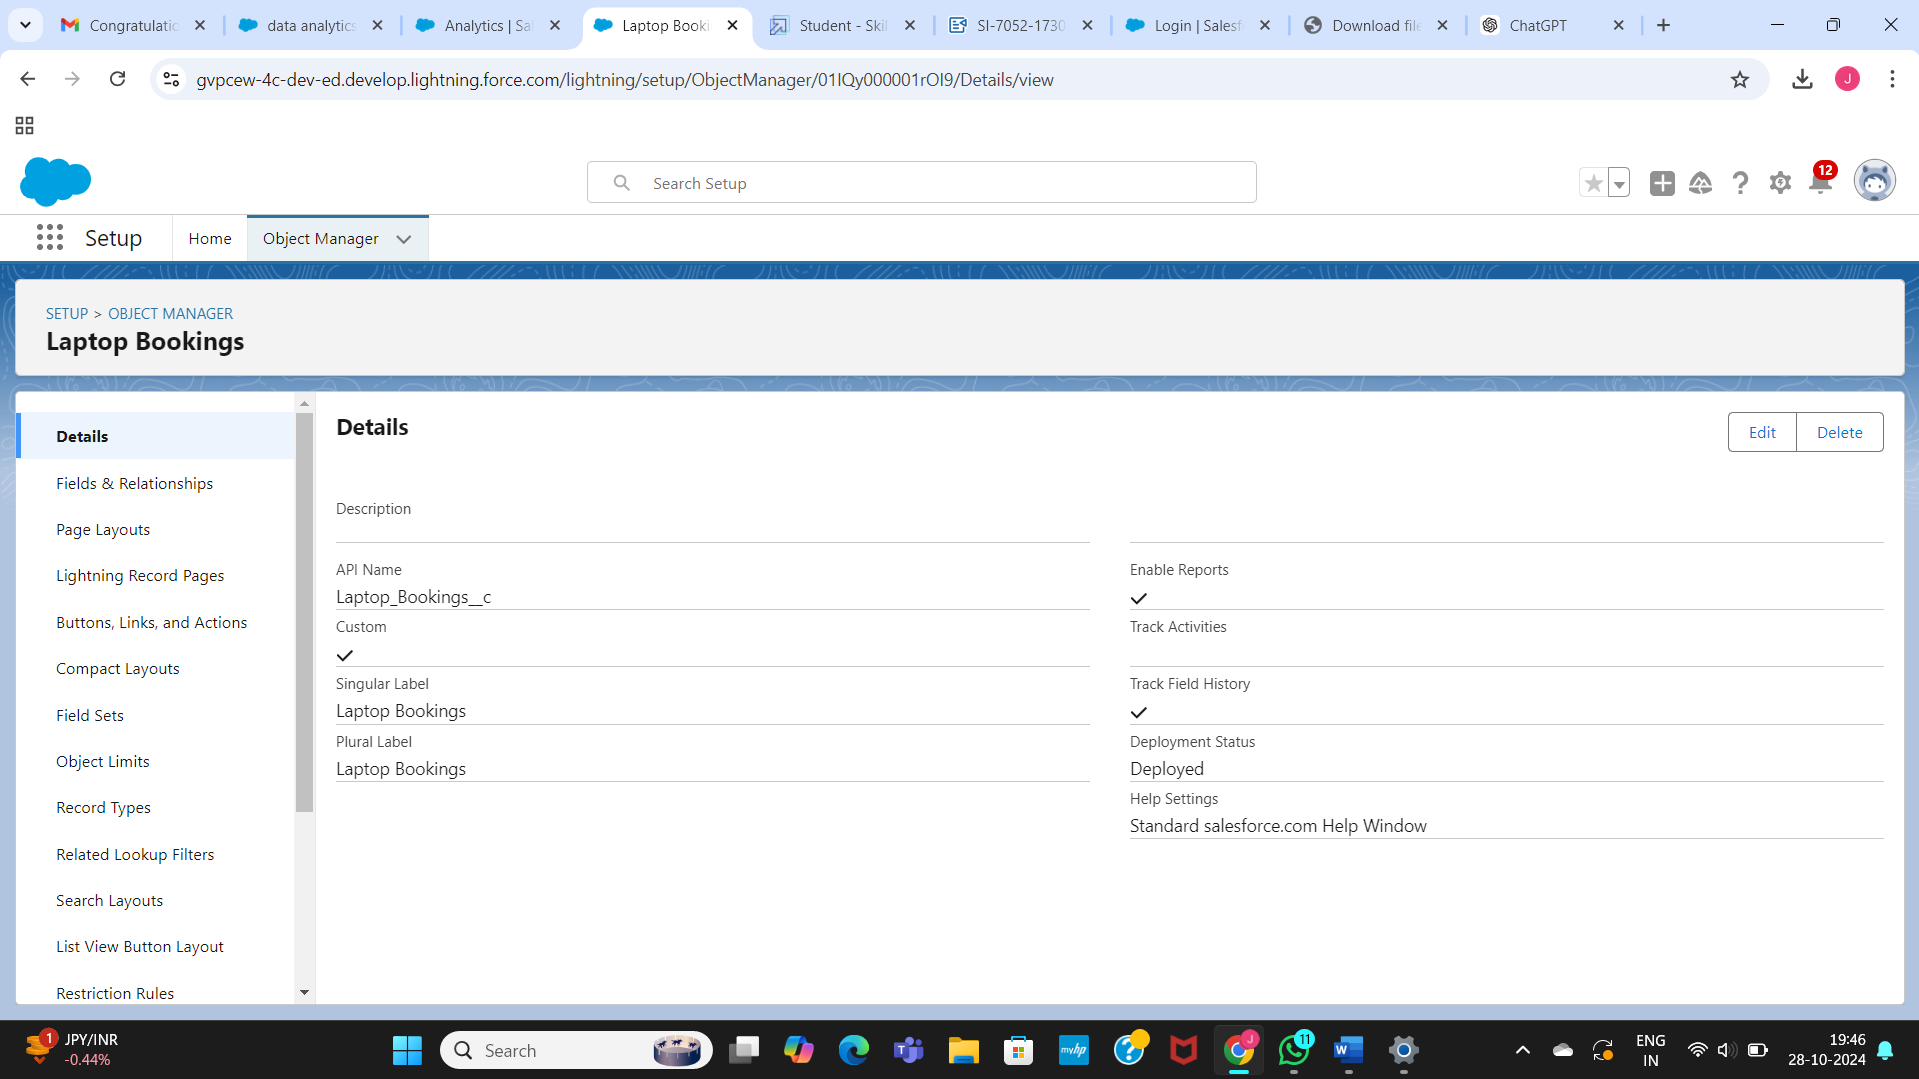 Congratulatio
data analytics
Analytics | Sal
Laptop Booki
Student - Skil
SI-7052-1730
Login | Salesf
Download file
ChatGPT
gvpcew-4c-dev-ed.develop.lightning.force.com/lightning/setup/ObjectManager/01IQy000001rOI9/Details/view
J
Search Setup
12
Setup
Home
Object Manager
SETUP > OBJECT MANAGER
Laptop Bookings
Details
Fields & Relationships
Page Layouts
Lightning Record Pages
Buttons, Links, and Actions
Compact Layouts
Field Sets
Object Limits
Record Types
Related Lookup Filters
Search Layouts
List View Button Layout
Restriction Rules
Details
Edit
Delete
Description
API Name
Laptop_Bookings__c
Custom
Singular Label
Laptop Bookings
Plural Label
Laptop Bookings
Enable Reports
Track Activities
Track Field History
Deployment Status
Deployed
Help Settings
Standard salesforce.com Help Window
1
JPY/INR
-0.44%
Search
myhp
J
11
W
ENG
IN
19:46
28-10-2024